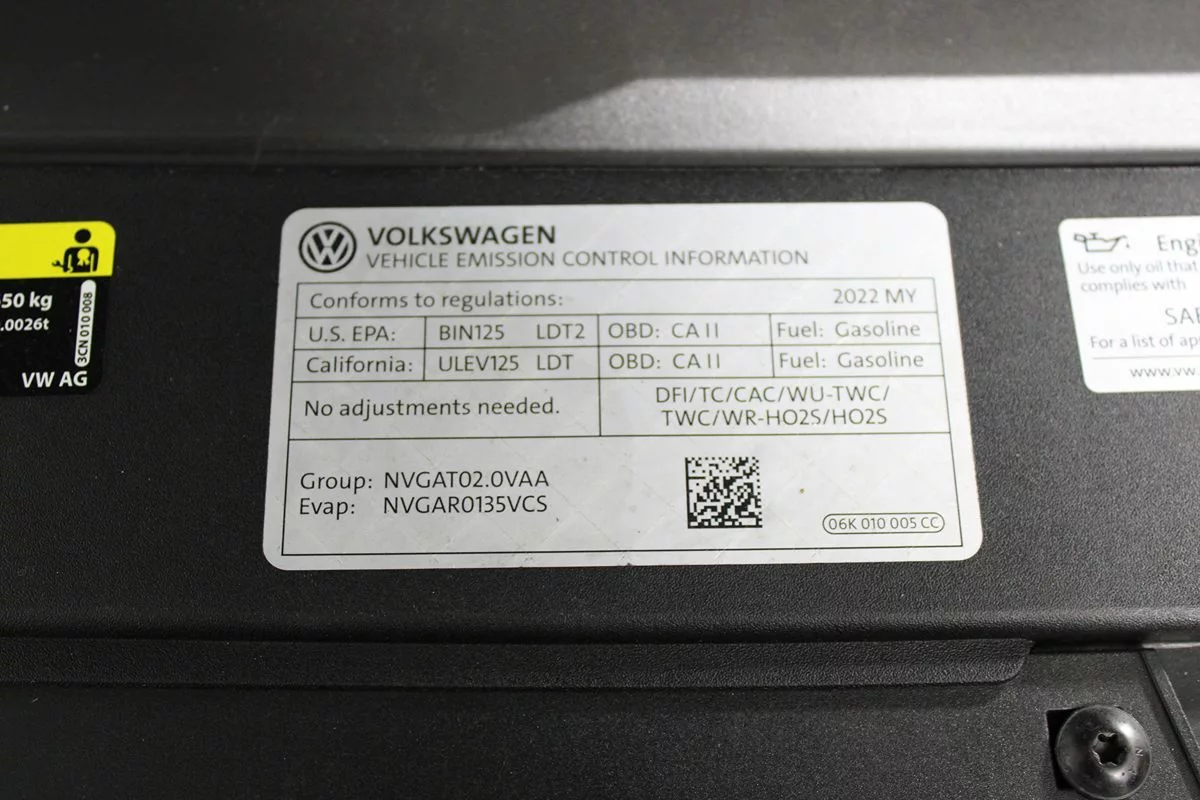 VOLKSWAGEN
VEHICLE EMISSION CONTROL INFORMATION
Conforms to regulations: 2022 MY
U.S. EPA: BIN125 LDT2 OBD: CA II Fuel: Gasoline
California: ULEV125 LDT OBD: CA II Fuel: Gasoline
No adjustments needed.
DFI/TC/CAC/WU-TWC/
TWC/WR-HO2S/HO2S
Group: NVGAT02.0VAA
Evap: NVGAR0135VCS
06K 010 005 CC
50 kg
.0026t
3CN 010 008
VW AG
Use only oil that
complies with
For a list of
www.vw.